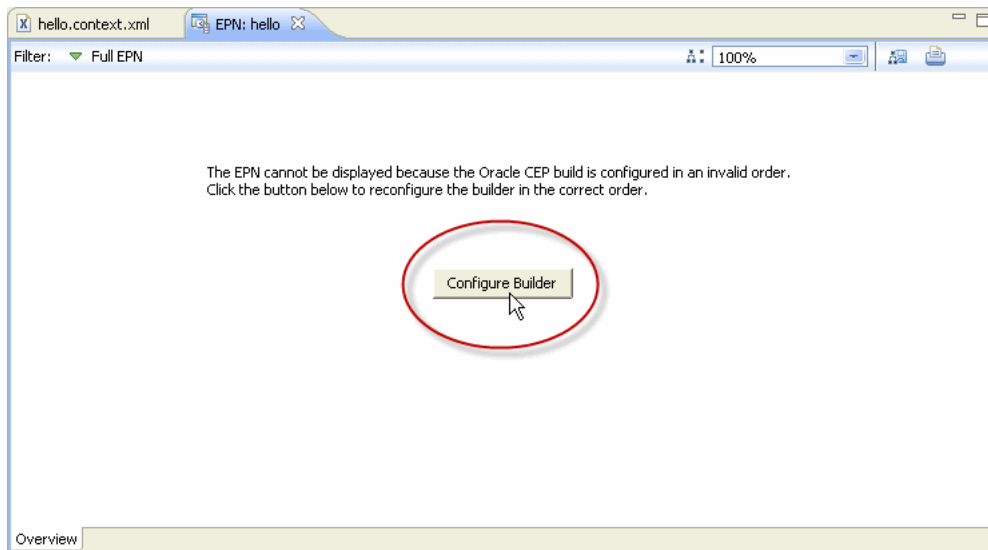 hello.context.xml
EPN: hello
Filter: Full EPN
100%
The EPN cannot be displayed because the Oracle CEP build is configured in an invalid order.
Click the button below to reconfigure the builder in the correct order.
Configure Builder
Overview